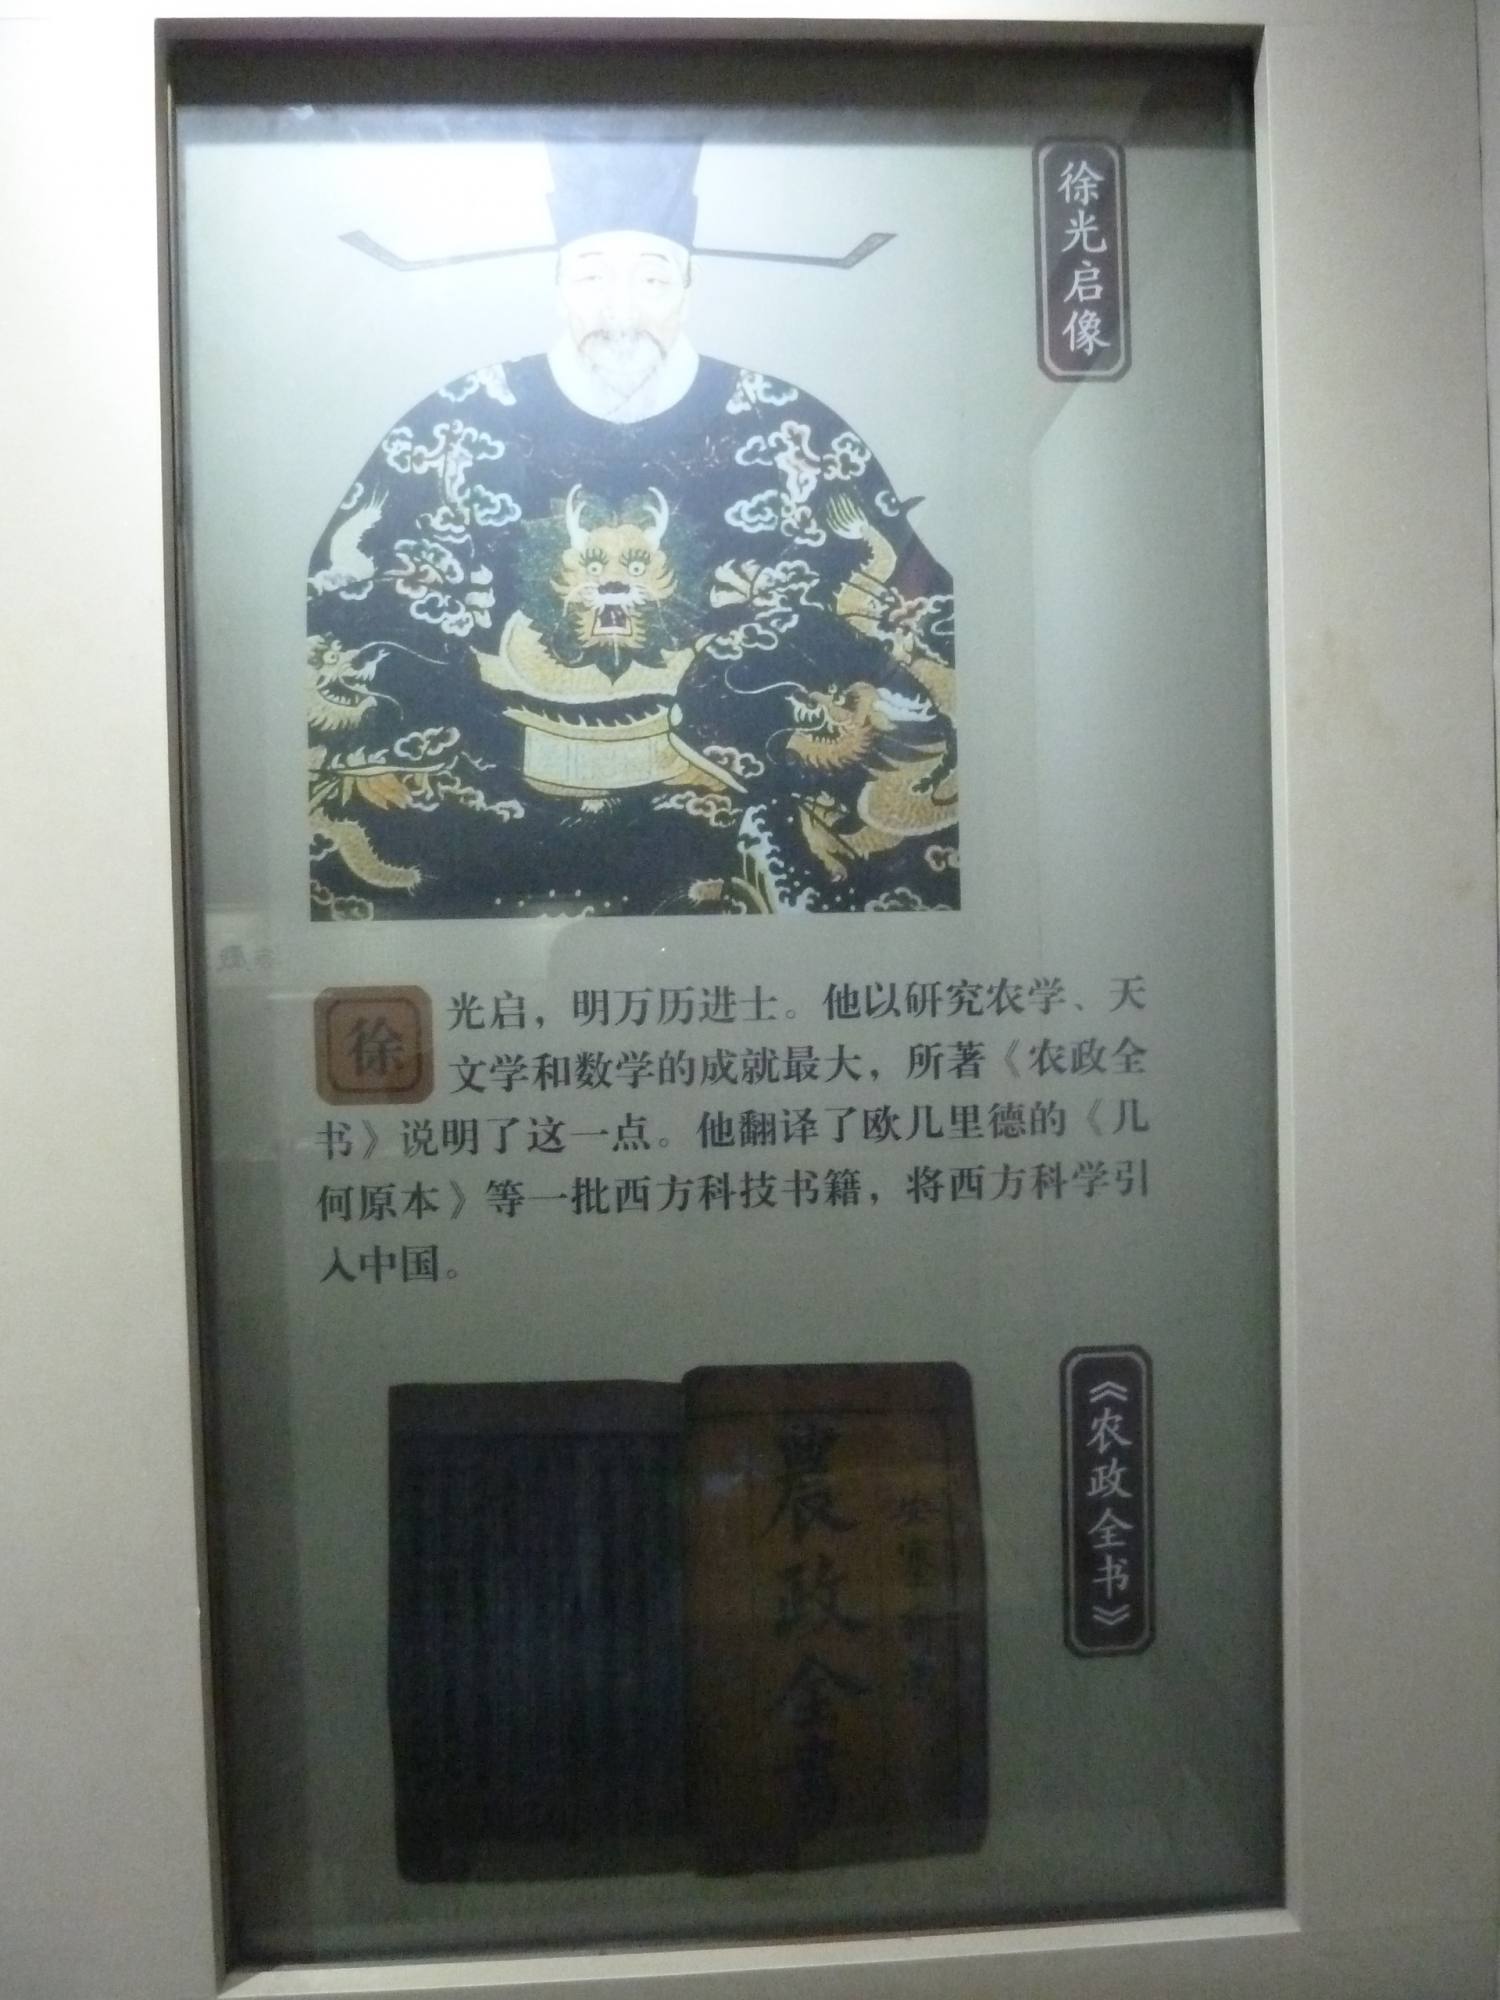 徐光启像
徐光启，明万历进士。他以研究农学、天
文学和数学的成就最大，所著《农政全
书》说明了这一点。他翻译了欧几里德的《几
何原本》等一批西方科技书籍，将西方科学引
入中国。
《农政全书》
農政全書